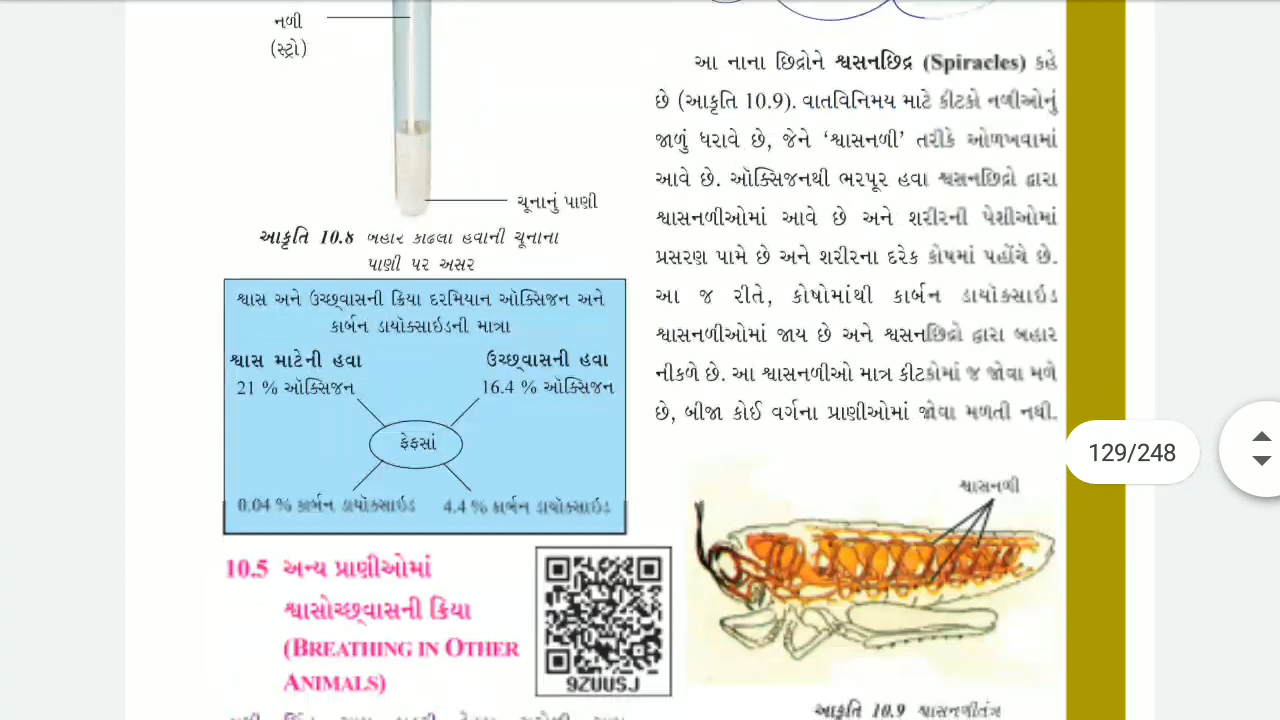 નળી
(સ્ટ્રો)
ચૂનાનું પાણી
આકૃતિ 10.8 બહાર કાઢેલા હવાની ચૂનાના
પાણી પર અસર
શ્વાસ અને ઉચ્છ્વાસની ક્રિયા દરમિયાન ઑક્સિજન અને
કાર્બન ડાયૉક્સાઇડની માત્રા
શ્વાસ માટેની હવા
ઉચ્છ્વાસની હવા
21 % ઑક્સિજન
16.4 % ઑક્સિજન
ફેફસાં
0.04 % કાર્બન ડાયૉક્સાઇડ
4.4 % કાર્બન ડાયૉક્સાઇડ
10.5 અન્ય પ્રાણીઓમાં
શ્વાસોચ્છ્વાસની ક્રિયા
(BREATHING IN OTHER
ANIMALS)
9ZUUSJ
આ નાના છિદ્રોને શ્વસનછિદ્ર (Spiracles) કહે
છે (આકૃતિ 10.9). વાતવિનિમય માટે કીટકો નળીઓનું
જાળું ધરાવે છે, જેને ‘શ્વાસનળી’ તરીકે ઓળખવામાં
આવે છે. ઑક્સિજનથી ભરપૂર હવા શ્વસનછિદ્રો દ્વારા
શ્વાસનળીઓમાં આવે છે અને શરીરની પેશીઓમાં
પ્રસરણ પામે છે અને શરીરના દરેક કોષમાં પહોંચે છે.
આ જ રીતે, કોષોમાંથી કાર્બન ડાયૉક્સાઇડ
શ્વાસનળીઓમાં જાય છે અને શ્વસનછિદ્રો દ્વારા બહાર
નીકળે છે. આ શ્વાસનળીઓ માત્ર કીટકોમાં જ જોવા મળે
છે, બીજા કોઈ વર્ગના પ્રાણીઓમાં જોવા મળતી નથી.
શ્વાસનળી
આકૃતિ 10.9 શ્વાસનળીતંત્ર
129/248